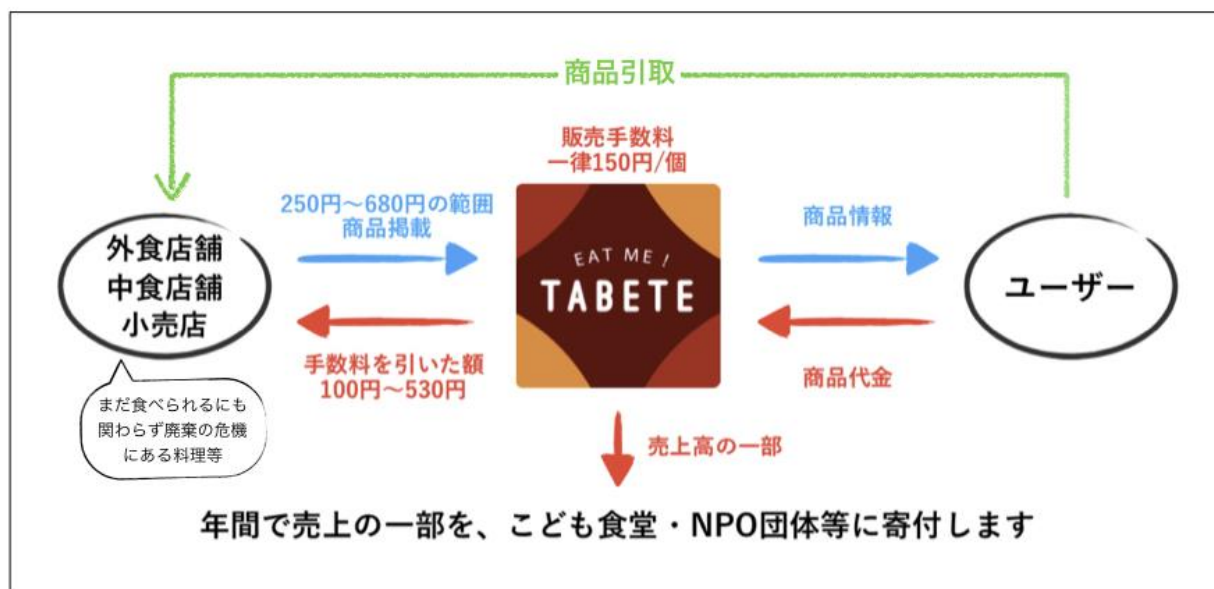 商品引取
販売手数料
一律150円/個
250円〜680円の範囲
商品掲載
商品情報
外食店舗
中食店舗
小売店
EAT ME !
TABETE
ユーザー
手数料を引いた額
100円〜530円
商品代金
まだ食べられるにも
関わらず廃棄の危機
にある料理等
売上高の一部
年間で売上の一部を、こども食堂・NPO団体等に寄付します